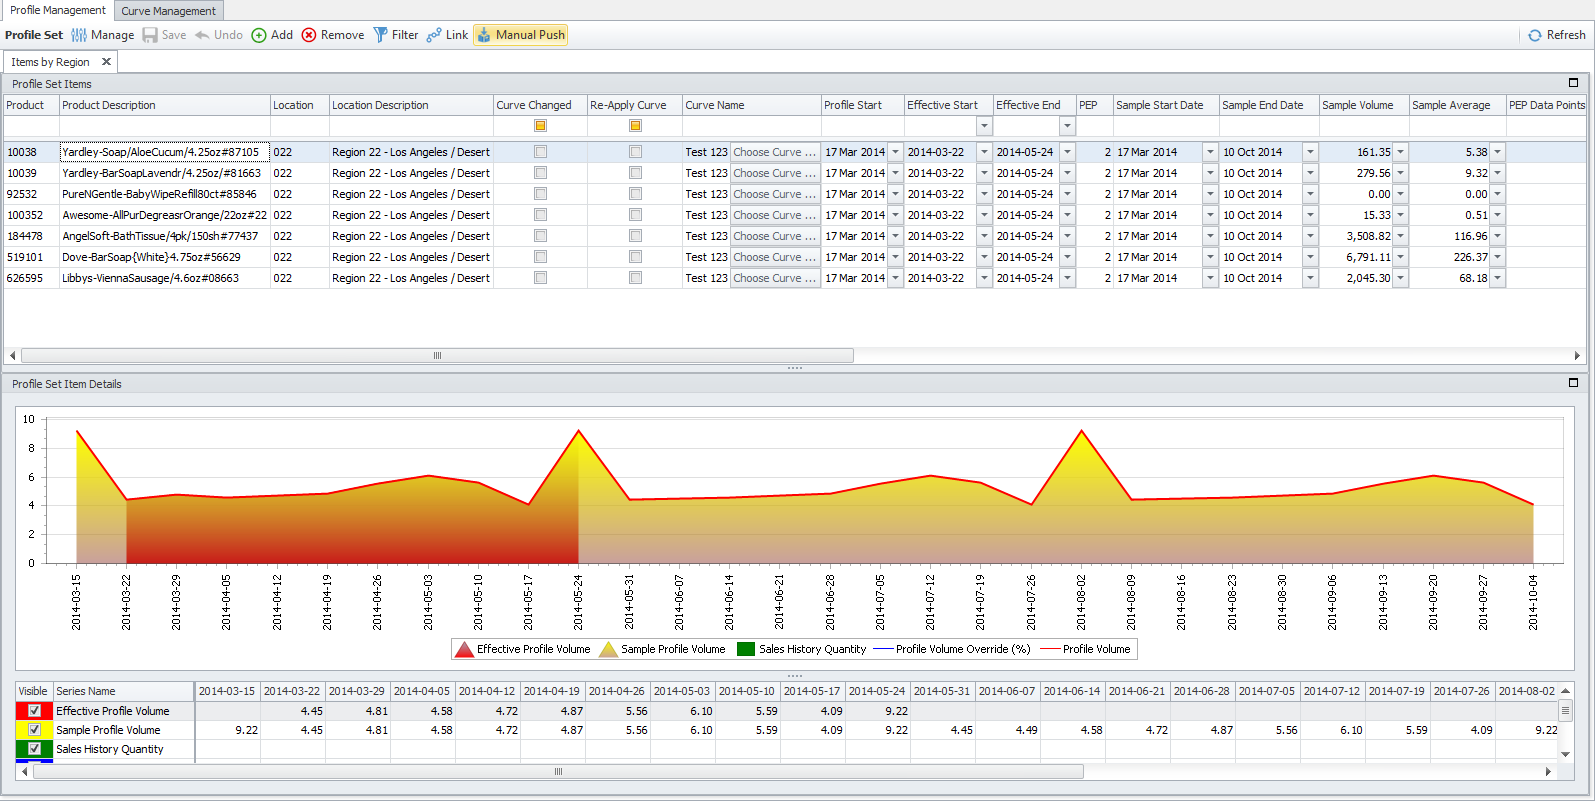 Profile Management Curve Management
Profile Set Manage Save Undo Add Remove Filter Link Manual Push Refresh
Items by Region
Profile Set Items
Product Product Description Location Location Description Curve Changed Re-Apply Curve Curve Name Profile Start Effective Start Effective End PEP Sample Start Date Sample End Date Sample Volume Sample Average PEP Data Points
10038 Yardley-Soap/AloeCucum/4.25oz#87105 022 Region 22 - Los Angeles / Desert Test 123 Choose Curve ... 17 Mar 2014 2014-03-22 2014-05-24 2 17 Mar 2014 10 Oct 2014 161.35 5.38
10039 Yardley-BarSoapLavendr/4.25oz/#81663 022 Region 22 - Los Angeles / Desert Test 123 Choose Curve ... 17 Mar 2014 2014-03-22 2014-05-24 2 17 Mar 2014 10 Oct 2014 279.56 9.32
92532 PureNGentle-BabyWipeRefill80ct#85846 022 Region 22 - Los Angeles / Desert Test 123 Choose Curve ... 17 Mar 2014 2014-03-22 2014-05-24 2 17 Mar 2014 10 Oct 2014 0.00 0.00
100352 Awesome-AllPurDegreasrOrange/22oz#22 022 Region 22 - Los Angeles / Desert Test 123 Choose Curve ... 17 Mar 2014 2014-03-22 2014-05-24 2 17 Mar 2014 10 Oct 2014 15.33 0.51
184478 AngelSoft-BathTissue/4pk/150sh#77437 022 Region 22 - Los Angeles / Desert Test 123 Choose Curve ... 17 Mar 2014 2014-03-22 2014-05-24 2 17 Mar 2014 10 Oct 2014 3,508.82 116.96
519101 Dove-BarSoap{White}4.75oz#56629 022 Region 22 - Los Angeles / Desert Test 123 Choose Curve ... 17 Mar 2014 2014-03-22 2014-05-24 2 17 Mar 2014 10 Oct 2014 6,791.11 226.37
626595 Libbys-ViennaSausage/4.6oz#08663 022 Region 22 - Los Angeles / Desert Test 123 Choose Curve ... 17 Mar 2014 2014-03-22 2014-05-24 2 17 Mar 2014 10 Oct 2014 2,045.30 68.18
Profile Set Item Details
10
8
6
4
2
0
2014-03-15 2014-03-22 2014-03-29 2014-04-05 2014-04-12 2014-04-19 2014-04-26 2014-05-03 2014-05-10 2014-05-17 2014-05-24 2014-05-31 2014-06-07 2014-06-14 2014-06-21 2014-06-28 2014-07-05 2014-07-12 2014-07-19 2014-07-26 2014-08-02 2014-08-09 2014-08-16 2014-08-23 2014-08-30 2014-09-06 2014-09-13 2014-09-20 2014-09-27 2014-10-04
Effective Profile Volume Sample Profile Volume Sales History Quantity Profile Volume Override (%) Profile Volume
Visible Series Name 2014-03-15 2014-03-22 2014-03-29 2014-04-05 2014-04-12 2014-04-19 2014-04-26 2014-05-03 2014-05-10 2014-05-17 2014-05-24 2014-05-31 2014-06-07 2014-06-14 2014-06-21 2014-06-28 2014-07-05 2014-07-12 2014-07-19 2014-07-26 2014-08-02
Effective Profile Volume 4.45 4.81 4.58 4.72 4.87 5.56 6.10 5.59 4.09 9.22
Sample Profile Volume 9.22 4.45 4.81 4.58 4.72 4.87 5.56 6.10 5.59 4.09 9.22 4.45 4.49 4.58 4.72 4.87 5.56 6.10 5.59 4.09 9.22
Sales History Quantity